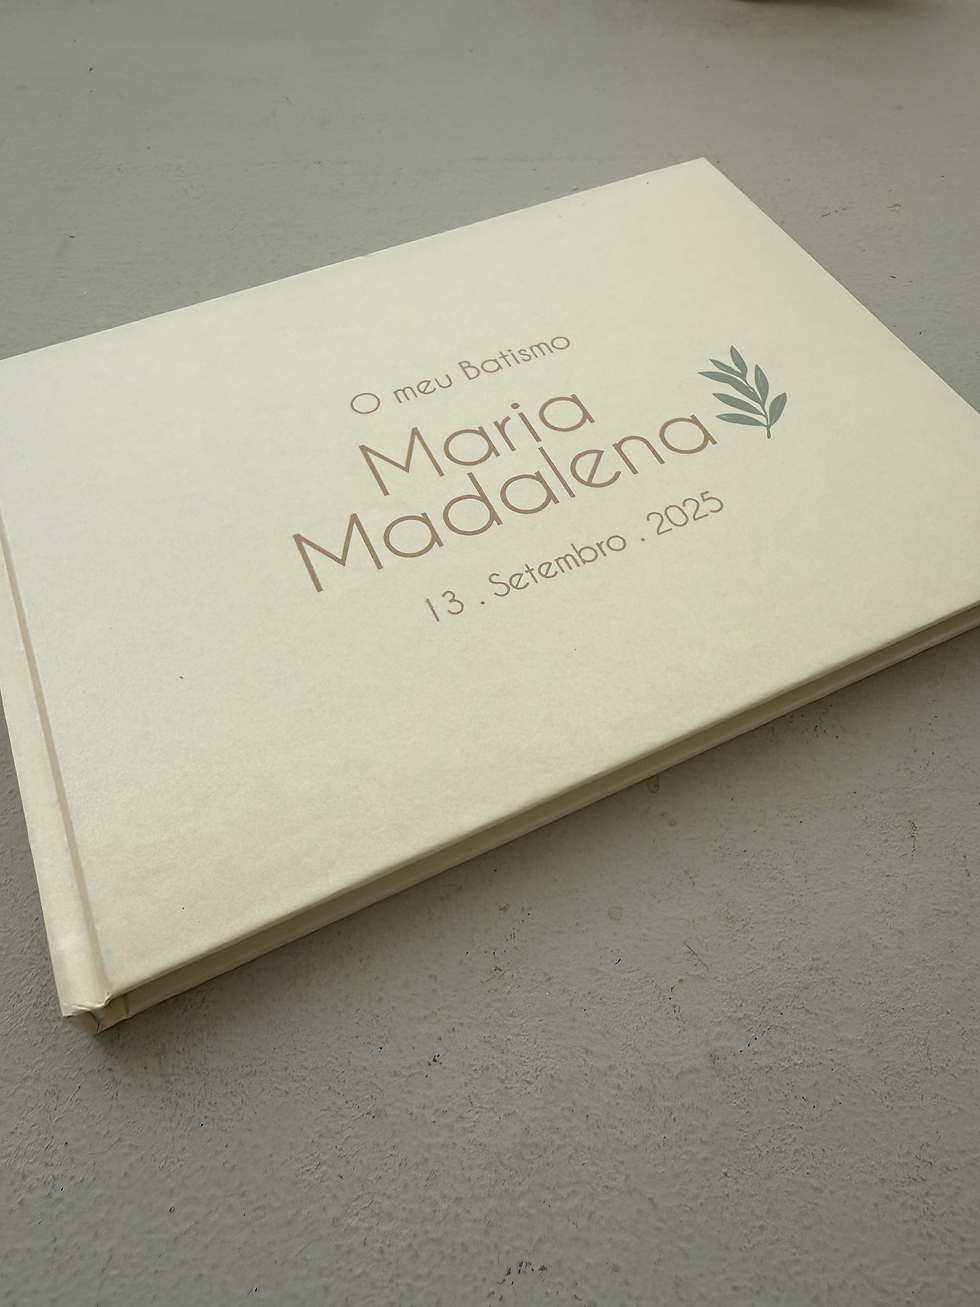 O meu Batismo
Maria
Madalena
13 . Setembro . 2025